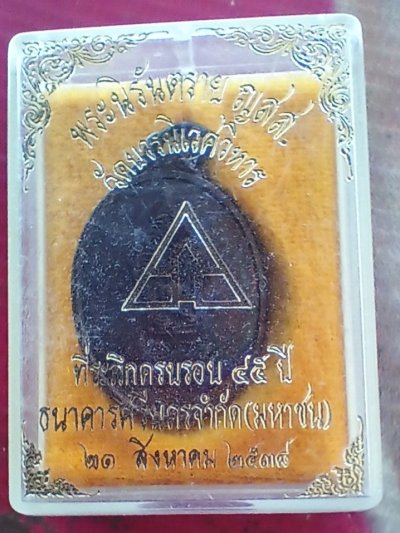 พระนิรันตราย ญสส.
วัดบวรนิเวศวิหาร
ที่ระลึกครบรอบ ๔๕ ปี
ธนาคารศรีนครจำกัด(มหาชน)
๒๑ สิงหาคม ๒๕๓๘